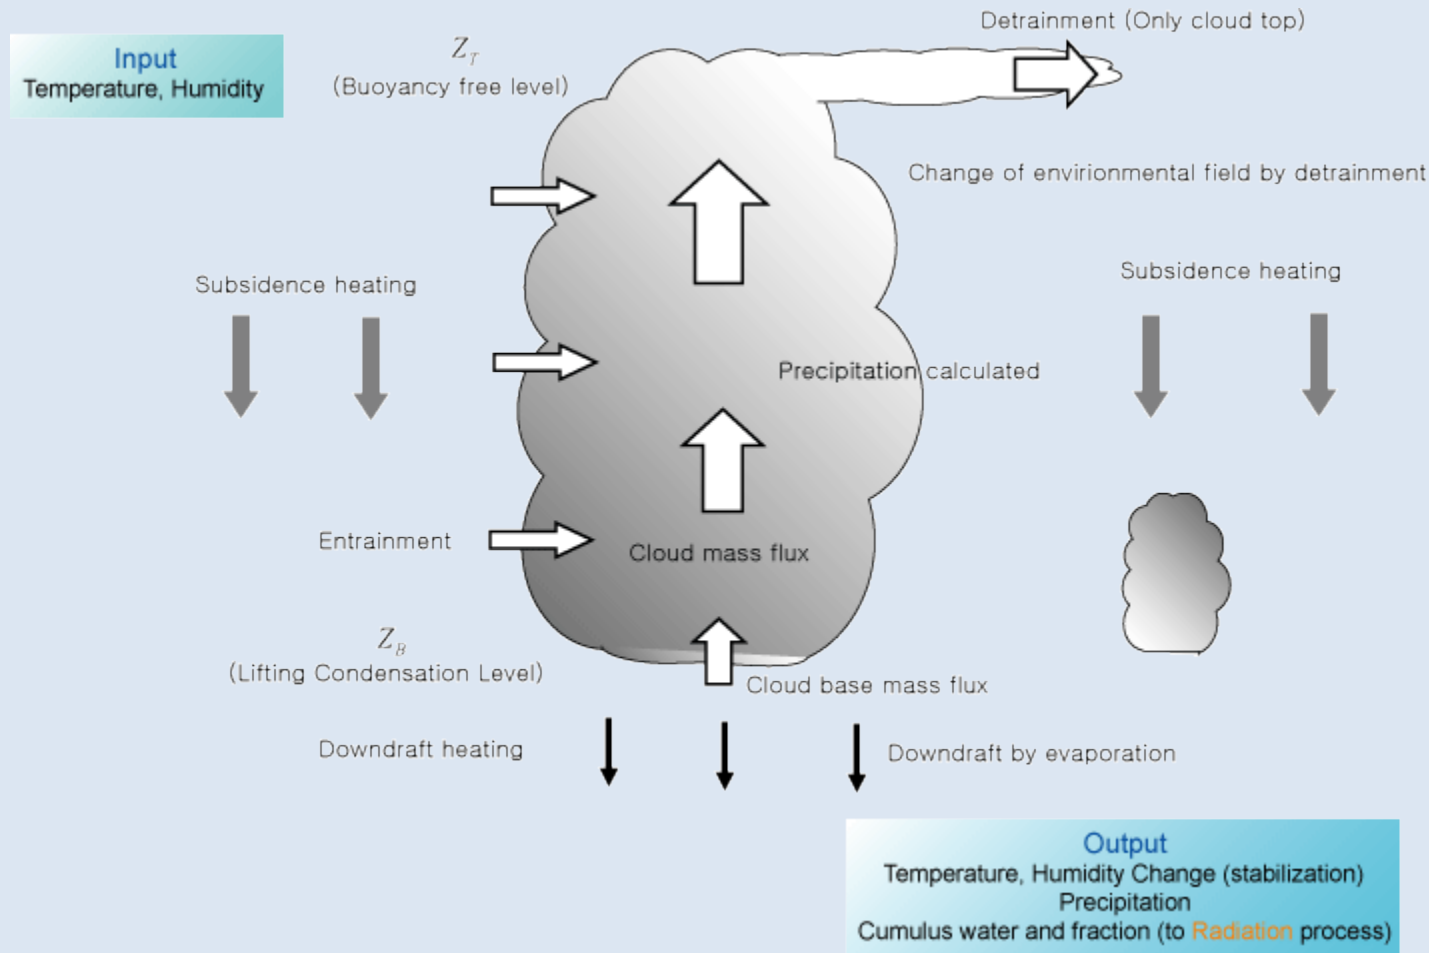 Detrainment (Only cloud top)
Input
Temperature, Humidity
Z_T
(Buoyancy free level)
Change of envirionmental field by detrainment
Subsidence heating
Subsidence heating
Precipitation calculated
Entrainment
Cloud mass flux
Z_B
(Lifting Condensation Level)
Cloud base mass flux
Downdraft heating
Downdraft by evaporation
Output
Temperature, Humidity Change (stabilization)
Precipitation
Cumulus water and fraction (to Radiation process)